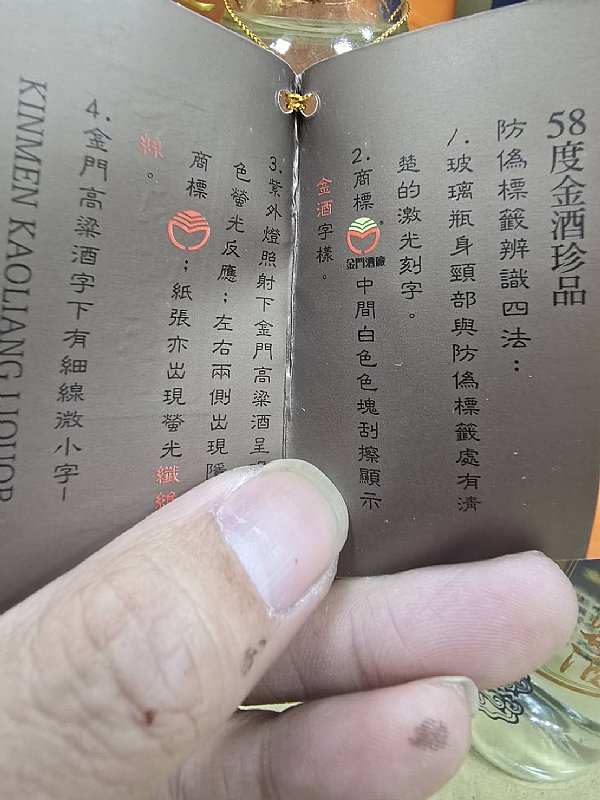 58度金酒珍品
防偽標籤辨識四法：
1.玻璃瓶身頸部與防偽標籤處有清
楚的激光刻字。
2.商標金門酒廠中間白色色塊刮擦顯示
金酒字樣。
3.紫外燈照射下金門高粱酒呈
色螢光反應；左右兩側出現隱
商標；紙張亦出現螢光纖維
絲。
4.金門高粱酒字下有細線微小字—
KINMEN KAOLIANG LIQUOR